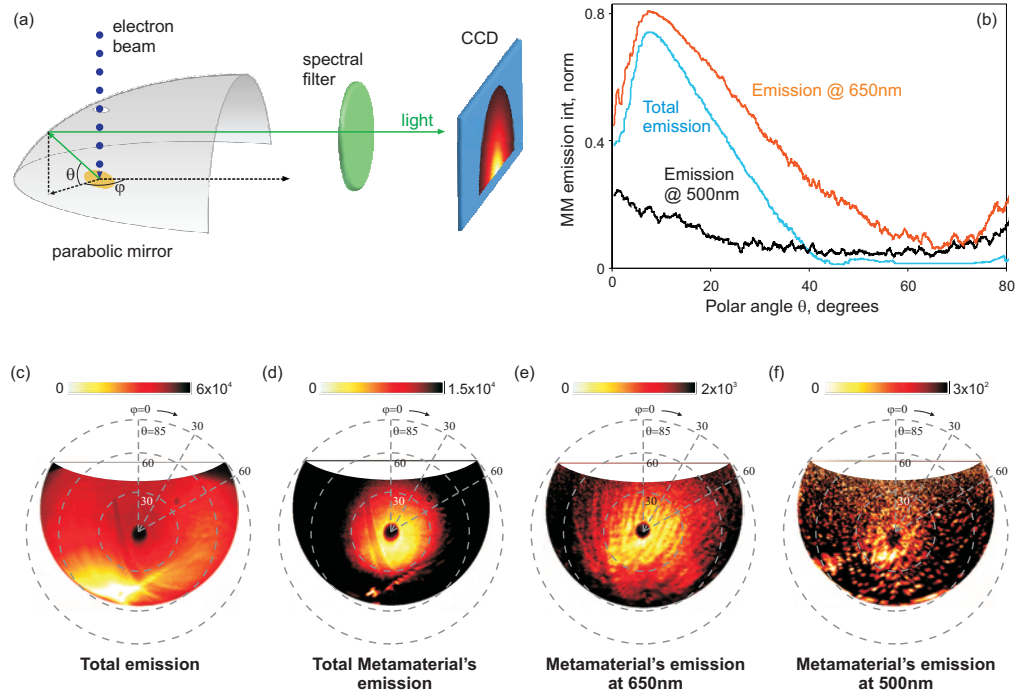 (a)
electron
beam
spectral
filter
CCD
light
θ
φ
parabolic mirror
(b)
MM emission int, norm
0.8
0.4
0
Emission @ 650nm
Total
emission
Emission
@ 500nm
0 20 40 60 80
Polar angle θ, degrees
(c)
0 6x10⁴
φ=0
θ=85
30
60
60
30
Total emission
(d)
0 1.5x10⁴
φ=0
θ=85
30
60
60
30
Total Metamaterial's
emission
(e)
0 2x10³
φ=0
θ=85
30
60
60
30
Metamaterial's emission
at 650nm
(f)
0 3x10²
φ=0
θ=85
30
60
60
30
Metamaterial's emission
at 500nm